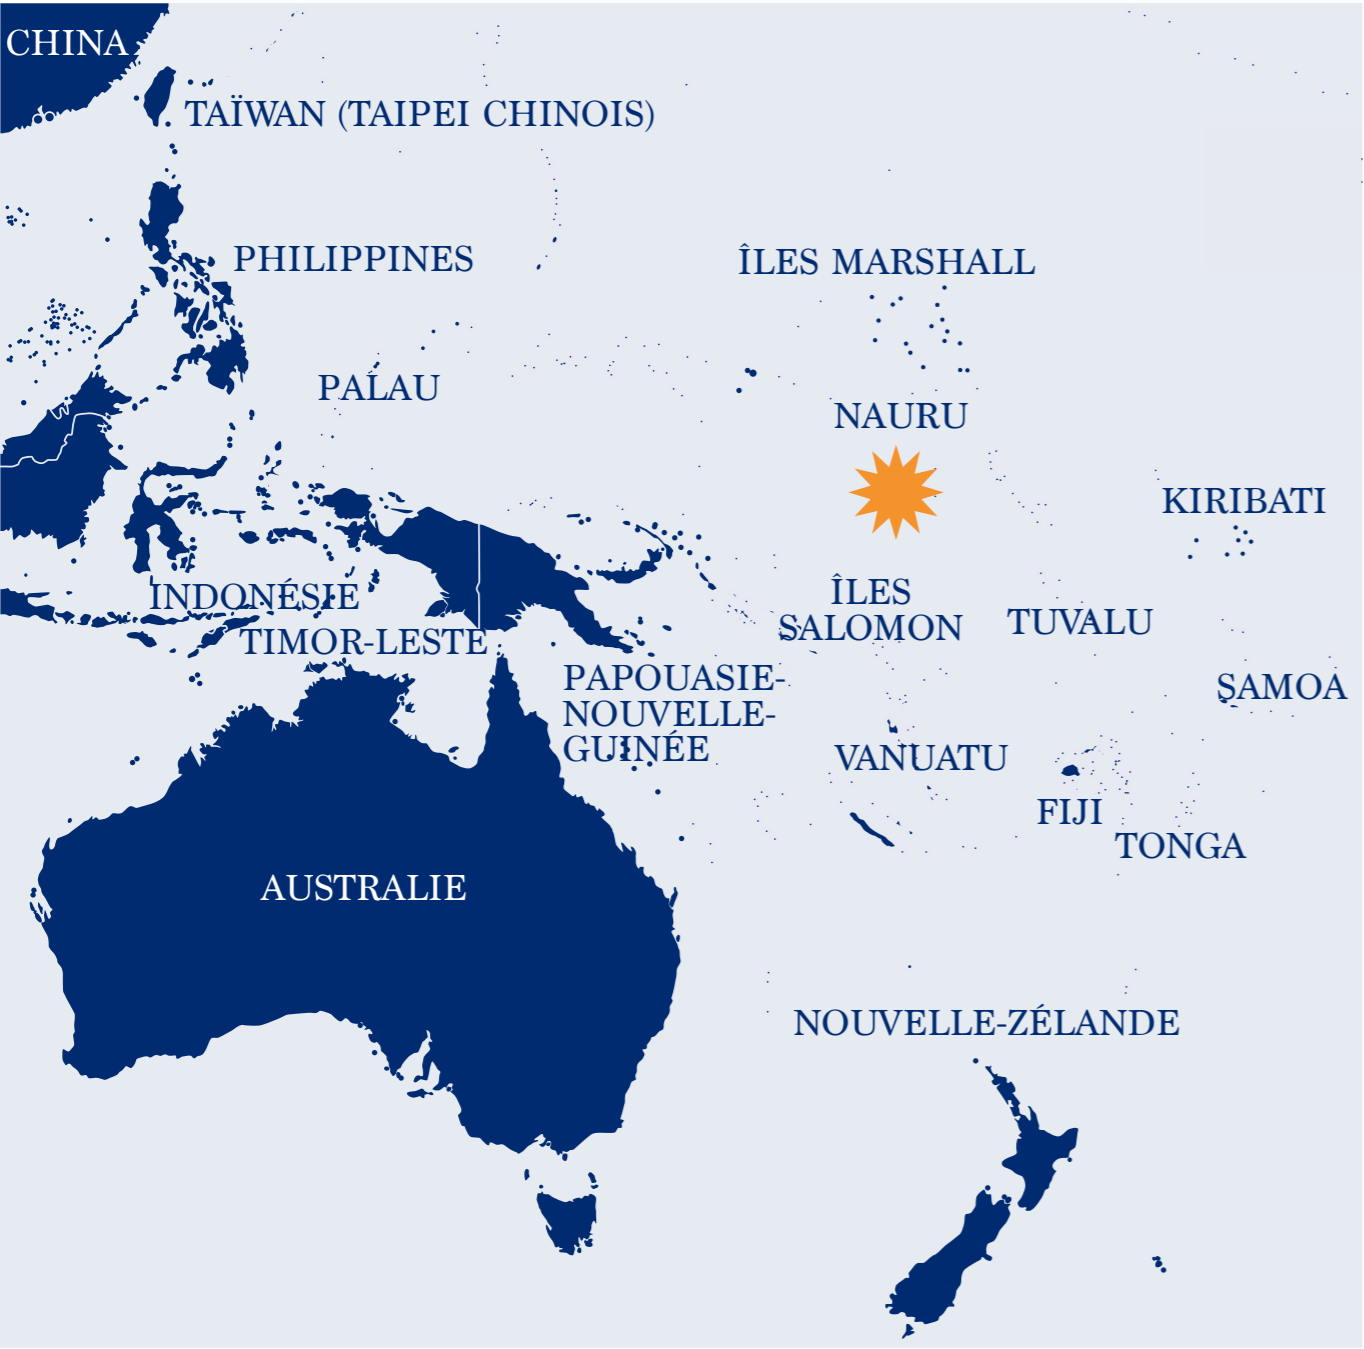 CHINA
TAÏWAN (TAIPEI CHINOIS)
PHILIPPINES
ÎLES MARSHALL
PALAU
NAURU
KIRIBATI
INDONÉSIE
ÎLES
SALOMON
TUVALU
TIMOR-LESTE
PAPOUASIE-
NOUVELLE-
GUINÉE
SAMOA
VANUATU
FIJI
TONGA
AUSTRALIE
NOUVELLE-ZÉLANDE